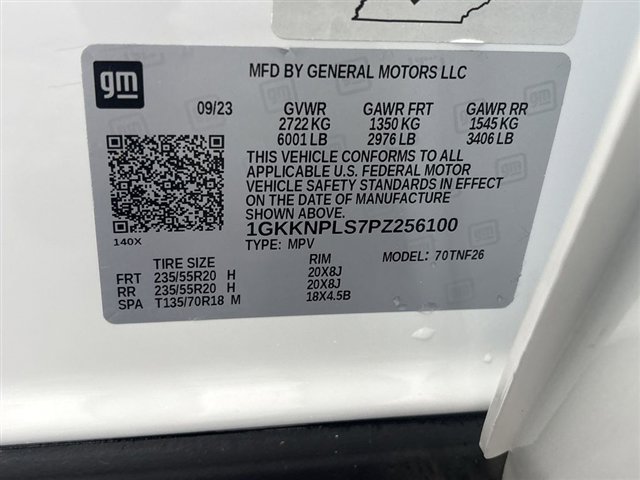 gm
MFD BY GENERAL MOTORS LLC
09/23 GVWR GAWR FRT GAWR RR
2722 KG 1350 KG 1545 KG
6001 LB 2976 LB 3406 LB
THIS VEHICLE CONFORMS TO ALL
APPLICABLE U.S. FEDERAL MOTOR
VEHICLE SAFETY STANDARDS IN EFFECT
ON THE DATE OF MANUFACTURE
SHOWN ABOVE.
1GKKNPLS7PZ256100
140X TYPE: MPV MODEL: 70TNF26
TIRE SIZE RIM
FRT 235/55R20 H 20X8J
RR 235/55R20 H 20X8J
SPA T135/70R18 M 18X4.5B